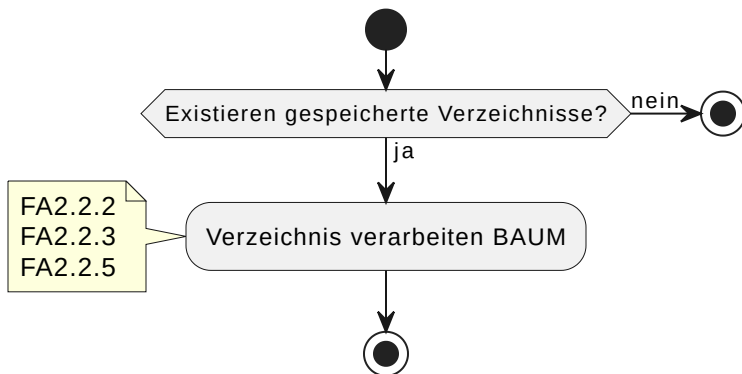 Existieren gespeicherte Verzeichnisse?
nein
ja
FA2.2.2
FA2.2.3
FA2.2.5
Verzeichnis verarbeiten BAUM